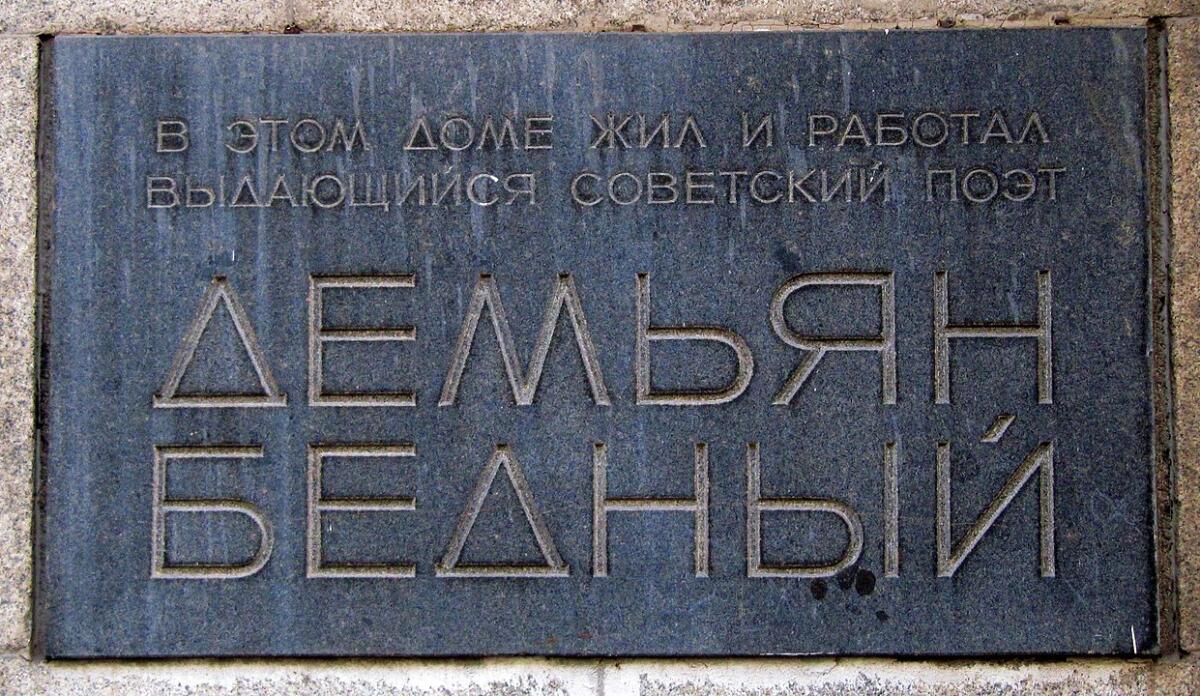 В ЭТОМ ДОМЕ ЖИЛ И РАБОТАЛ
ВЫДАЮЩИЙСЯ СОВЕТСКИЙ ПОЭТ
ДЕМЬЯН
БЕДНЫЙ